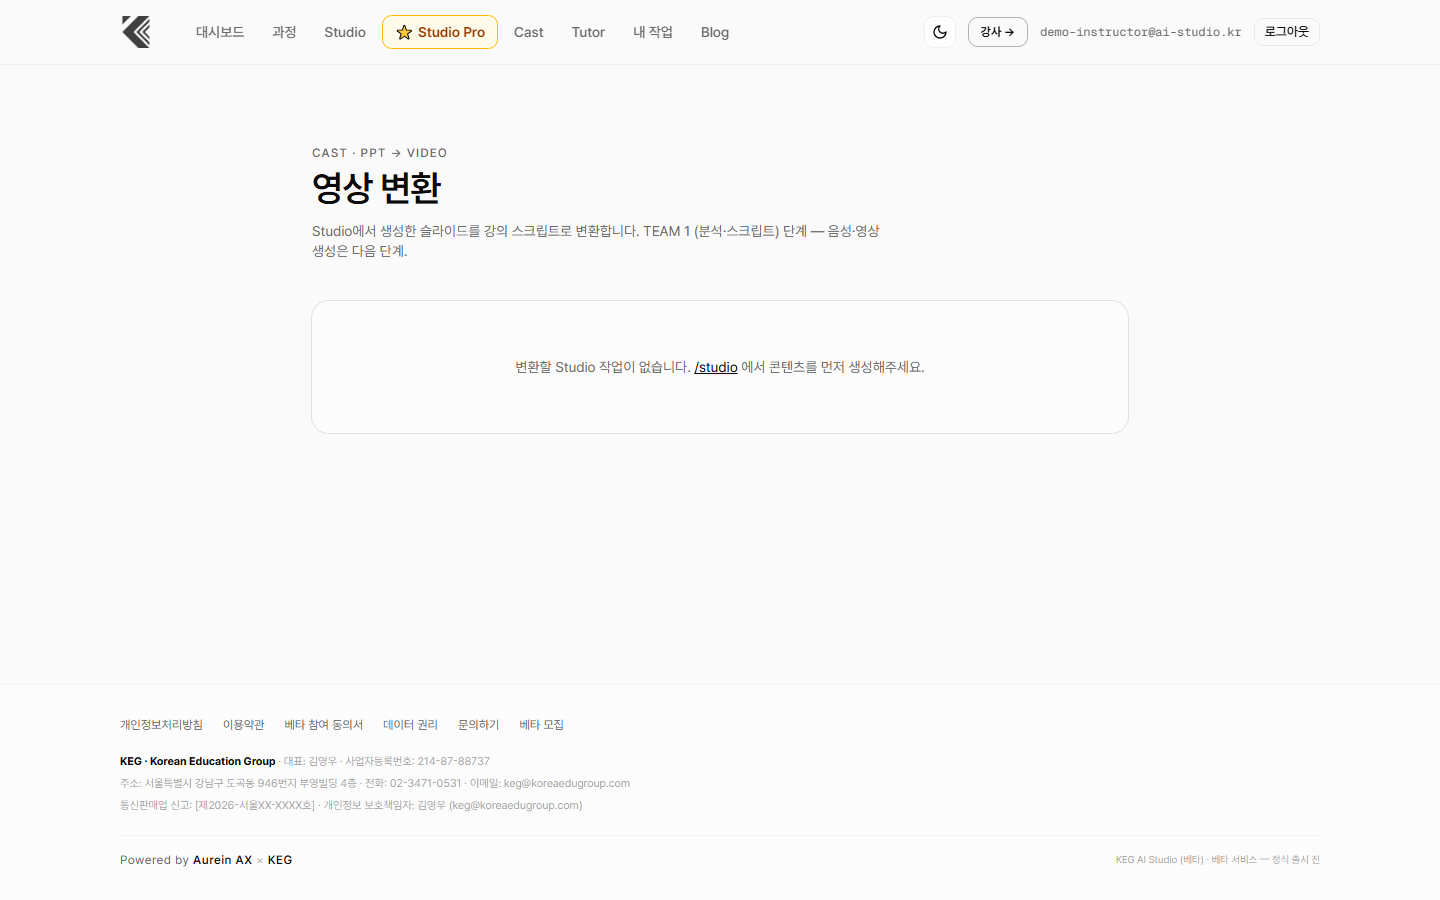 대시보드 과정 Studio Studio Pro Cast Tutor 내 작업 Blog 강사 → demo-instructor@ai-studio.kr 로그아웃
CAST · PPT → VIDEO
영상 변환
Studio에서 생성한 슬라이드를 강의 스크립트로 변환합니다. TEAM 1 (분석·스크립트) 단계 — 음성·영상
생성은 다음 단계.
변환할 Studio 작업이 없습니다. /studio 에서 콘텐츠를 먼저 생성해주세요.
개인정보처리방침 이용약관 베타 참여 동의서 데이터 권리 문의하기 베타 모집
KEG · Korean Education Group · 대표: 김영우 · 사업자등록번호: 214-87-88737
주소: 서울특별시 강남구 도곡동 946번지 부영빌딩 4층 · 전화: 02-3471-0531 · 이메일: keg@koreaedugroup.com
통신판매업 신고: [제2026-서울XX-XXXX호] · 개인정보 보호책임자: 김영우 (keg@koreaedugroup.com)
Powered by Aurein AX × KEG
KEG AI Studio (베타) · 베타 서비스 — 정식 출시 전